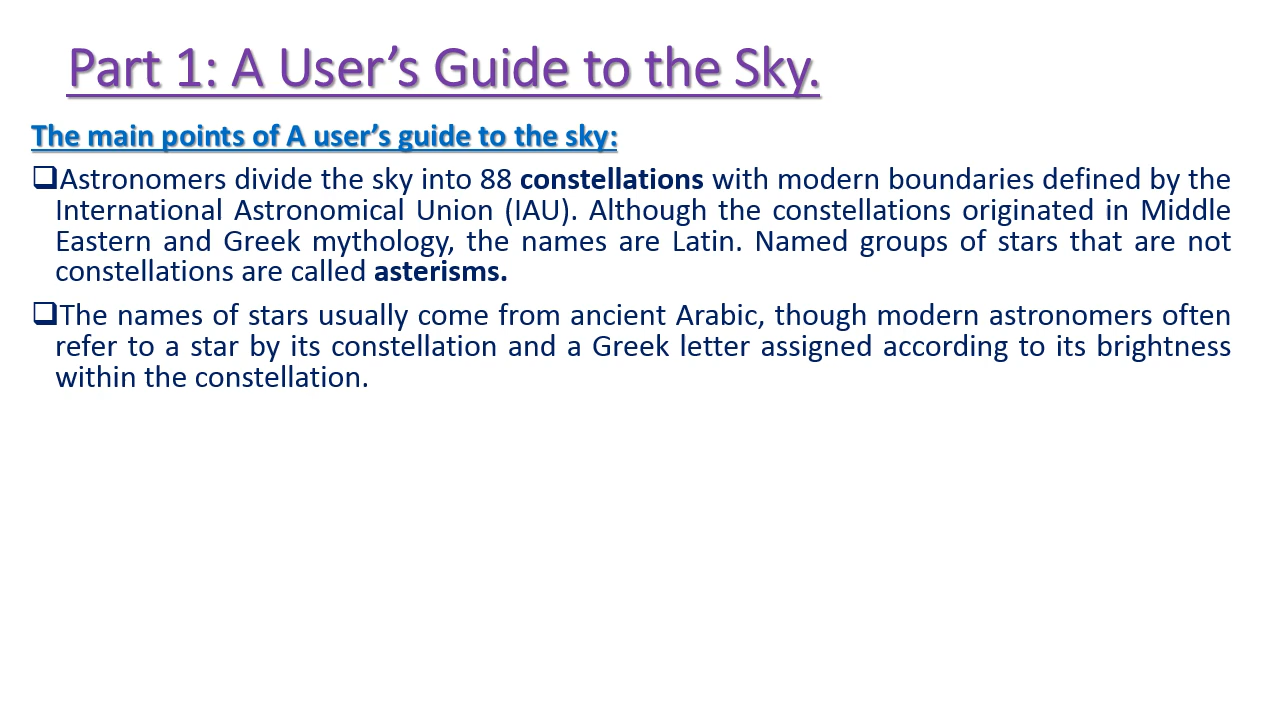 Part 1: A User’s Guide to the Sky.
The main points of A user’s guide to the sky:
❑Astronomers divide the sky into 88 constellations with modern boundaries defined by the
International Astronomical Union (IAU). Although the constellations originated in Middle
Eastern and Greek mythology, the names are Latin. Named groups of stars that are not
constellations are called asterisms.
❑The names of stars usually come from ancient Arabic, though modern astronomers often
refer to a star by its constellation and a Greek letter assigned according to its brightness
within the constellation.